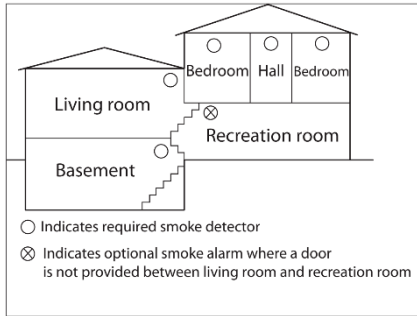 Bedroom Hall Bedroom
Living room
Recreation room
Basement
Indicates required smoke detector
Indicates optional smoke alarm where a door
is not provided between living room and recreation room